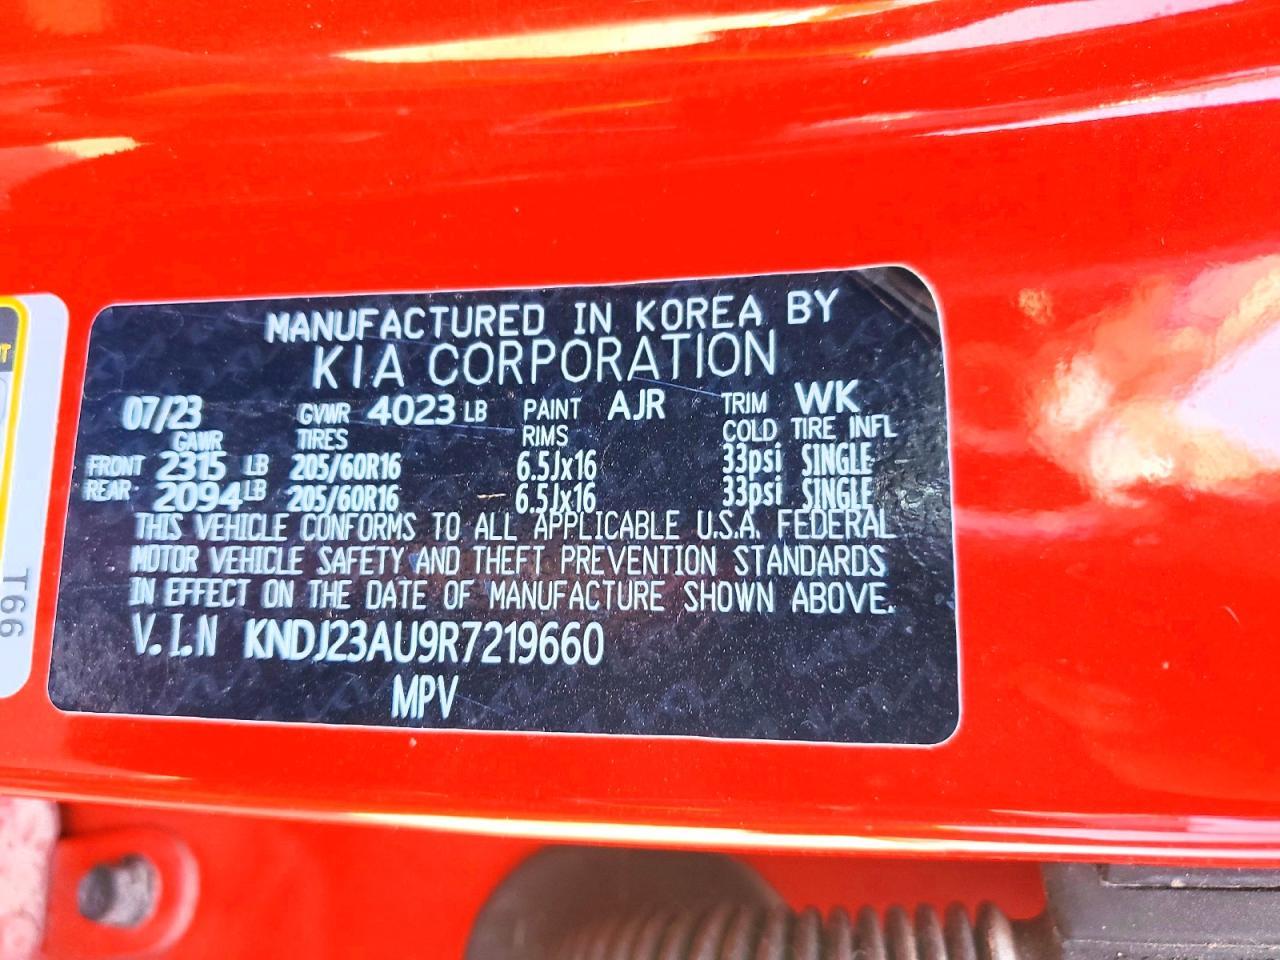 MANUFACTURED IN KOREA BY
KIA CORPORATION
07/23 GVWR 4023 LB PAINT AJR TRIM WK
GAWR TIRES RIMS COLD TIRE INFL
FRONT 2315 LB 205/60R16 6.5Jx16 33psi SINGLE
REAR 2094 LB 205/60R16 6.5Jx16 33psi SINGLE
THIS VEHICLE CONFORMS TO ALL APPLICABLE U.S.A. FEDERAL
MOTOR VEHICLE SAFETY AND THEFT PREVENTION STANDARDS
IN EFFECT ON THE DATE OF MANUFACTURE SHOWN ABOVE.
V.I.N KNDJ23AU9R7219660
MPV